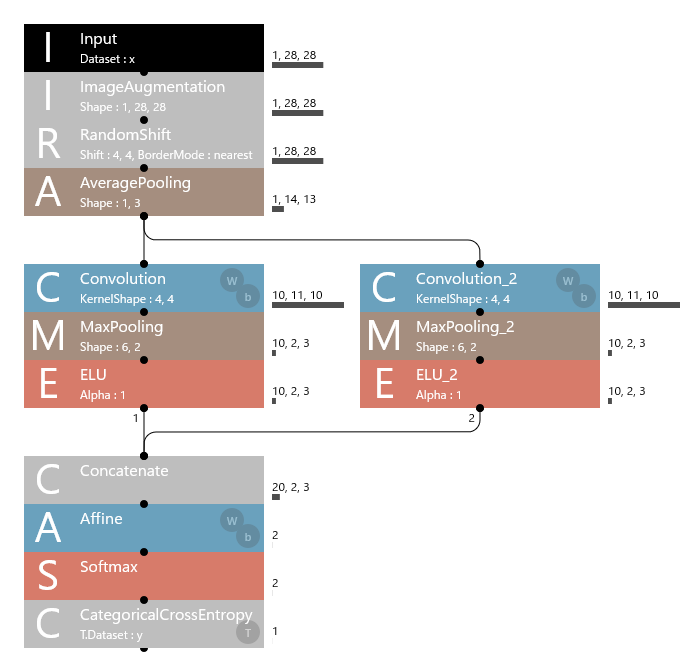 I
Input
Dataset : x
1, 28, 28
I
ImageAugmentation
Shape : 1, 28, 28
1, 28, 28
R
RandomShift
Shift : 4, 4, BorderMode : nearest
1, 28, 28
A
AveragePooling
Shape : 1, 3
1, 14, 13
C
Convolution
KernelShape : 4, 4
W
b
10, 11, 10
C
Convolution_2
KernelShape : 4, 4
W
b
10, 11, 10
M
MaxPooling
Shape : 6, 2
10, 2, 3
M
MaxPooling_2
Shape : 6, 2
10, 2, 3
E
ELU
Alpha : 1
10, 2, 3
E
ELU_2
Alpha : 1
10, 2, 3
1
2
C
Concatenate
20, 2, 3
A
Affine
W
b
2
S
Softmax
2
C
CategoricalCrossEntropy
T.Dataset : y
T
1